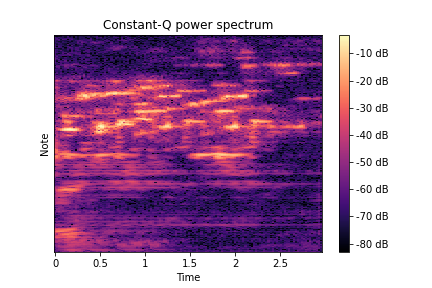 Constant-Q power spectrum
Note
-10 dB
-20 dB
-30 dB
-40 dB
-50 dB
-60 dB
-70 dB
-80 dB
0 0.5 1 1.5 2 2.5
Time